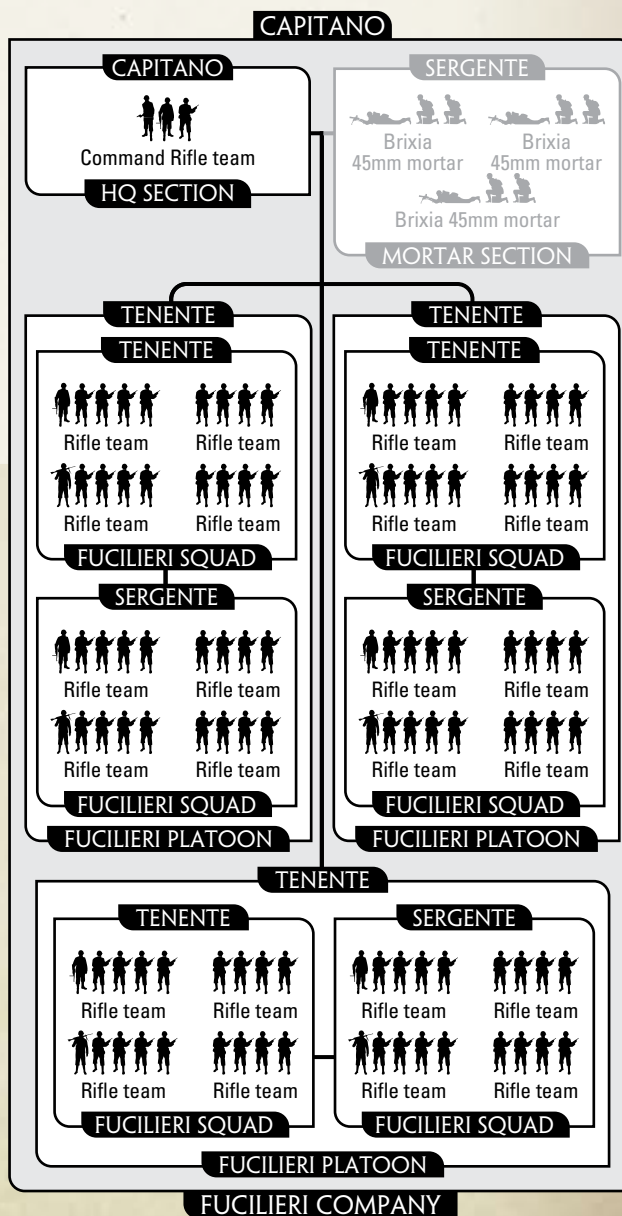 CAPITANO
CAPITANO
Command Rifle team
HQ SECTION
SERGENTE
Brixia
45mm mortar
Brixia
45mm mortar
Brixia 45mm mortar
MORTAR SECTION
TENENTE
TENENTE
Rifle team
Rifle team
Rifle team
Rifle team
FUCILIERI SQUAD
SERGENTE
Rifle team
Rifle team
Rifle team
Rifle team
FUCILIERI SQUAD
FUCILIERI PLATOON
TENENTE
TENENTE
Rifle team
Rifle team
Rifle team
Rifle team
FUCILIERI SQUAD
SERGENTE
Rifle team
Rifle team
Rifle team
Rifle team
FUCILIERI SQUAD
FUCILIERI PLATOON
TENENTE
TENENTE
Rifle team
Rifle team
Rifle team
Rifle team
FUCILIERI SQUAD
SERGENTE
Rifle team
Rifle team
Rifle team
Rifle team
FUCILIERI SQUAD
FUCILIERI PLATOON
FUCILIERI COMPANY